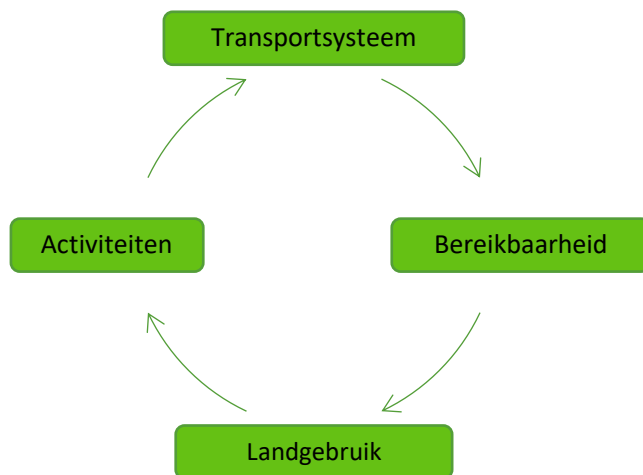 Transportsysteem
Activiteiten
Bereikbaarheid
Landgebruik